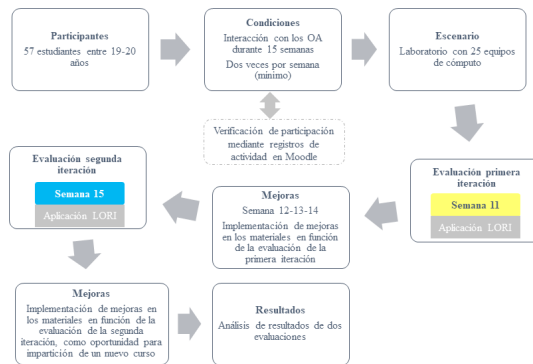 Participantes
57 estudiantes entre 19-20
años
Condiciones
Interacción con los OA
durante 15 semanas
Dos veces por semana
(mínimo)
Escenario
Laboratorio con 25 equipos
de cómputo
Verificación de participación
mediante registros de
actividad en Moodle
Evaluación primera
iteración
Semana 11
Aplicación LORI
Mejoras
Semana 12-13-14
Implementación de mejoras
en los materiales en función
de la evaluación de la
primera iteración
Evaluación segunda
iteración
Semana 15
Aplicación LORI
Mejoras
Implementación de mejoras en
los materiales en función de la
evaluación de la segunda
iteración, como oportunidad para
impartición de un nuevo curso
Resultados
Análisis de resultados de dos
evaluaciones